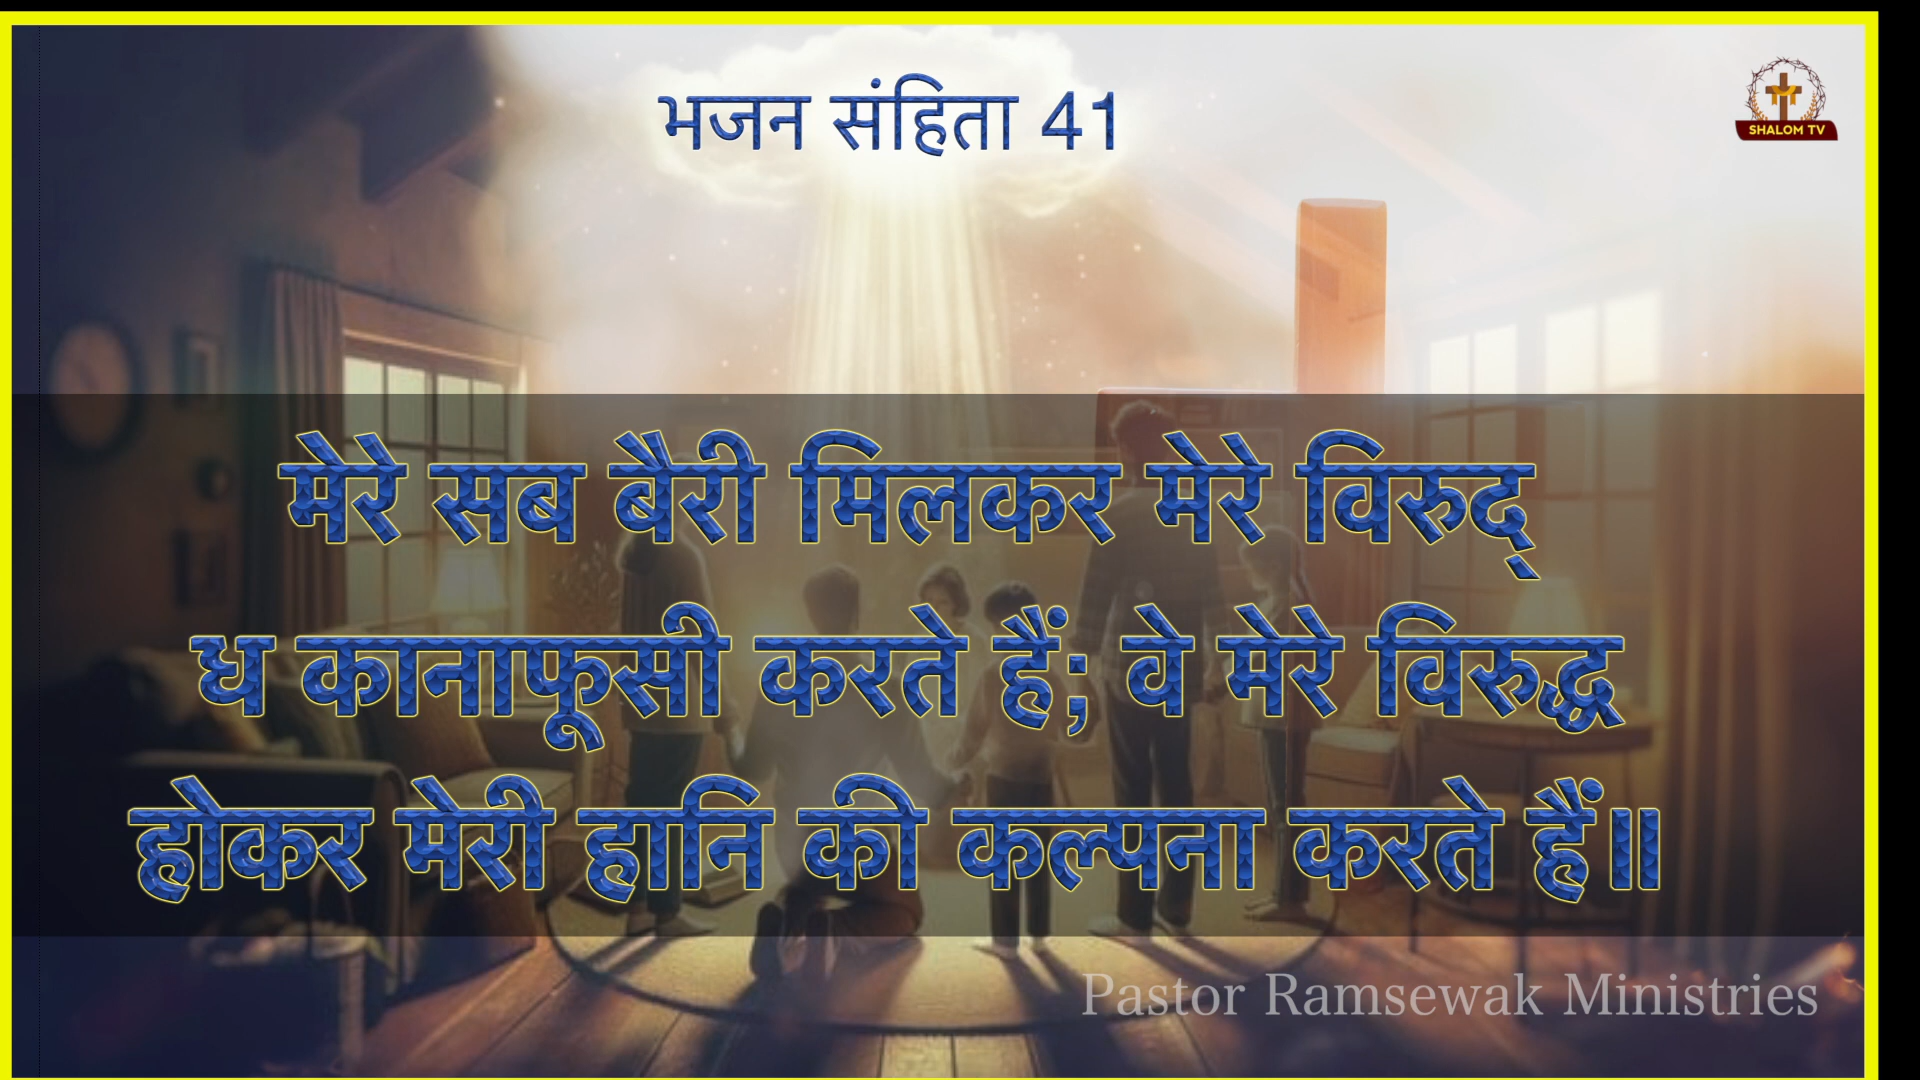 भजन संहिता 41
SHALOM TV
मेरे सब बैरी मिलकर मेरे विरुद्
ध कानाफूसी करते हैं; वे मेरे विरुद्ध
होकर मेरी हानि की कल्पना करते हैं॥
Pastor Ramsewak Ministries